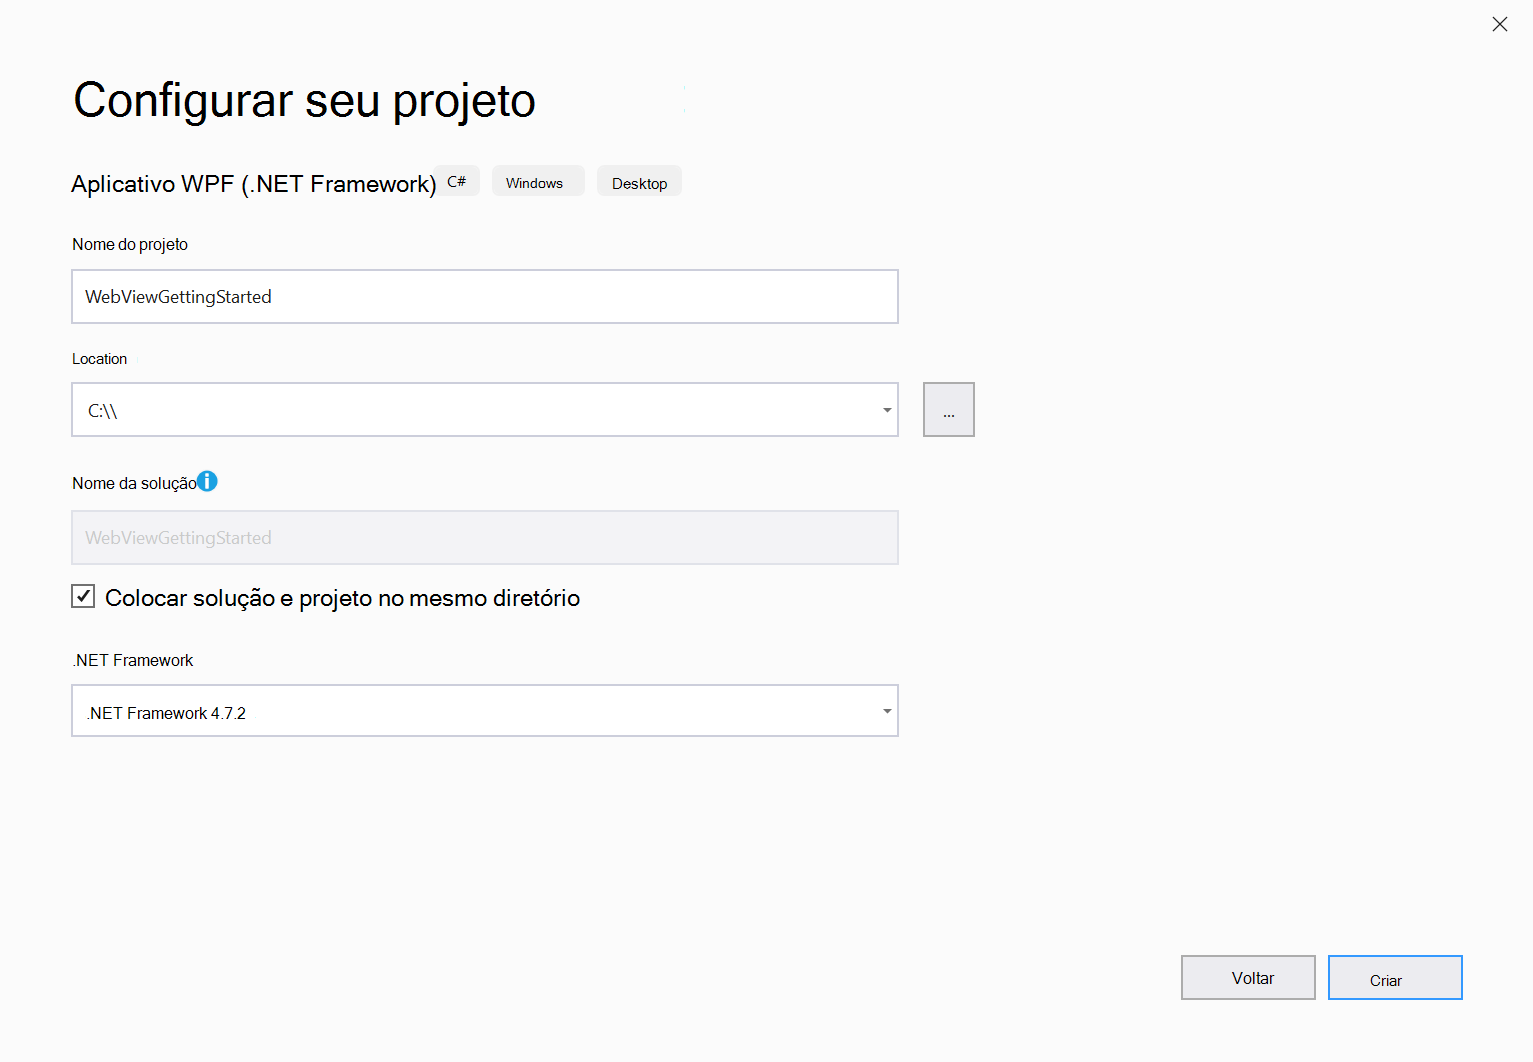 Configurar seu projeto
Aplicativo WPF (.NET Framework) C# Windows Desktop
Nome do projeto
WebViewGettingStarted
Location
C:\\
...
Nome da solução
WebViewGettingStarted
Colocar solução e projeto no mesmo diretório
.NET Framework
.NET Framework 4.7.2
Voltar Criar